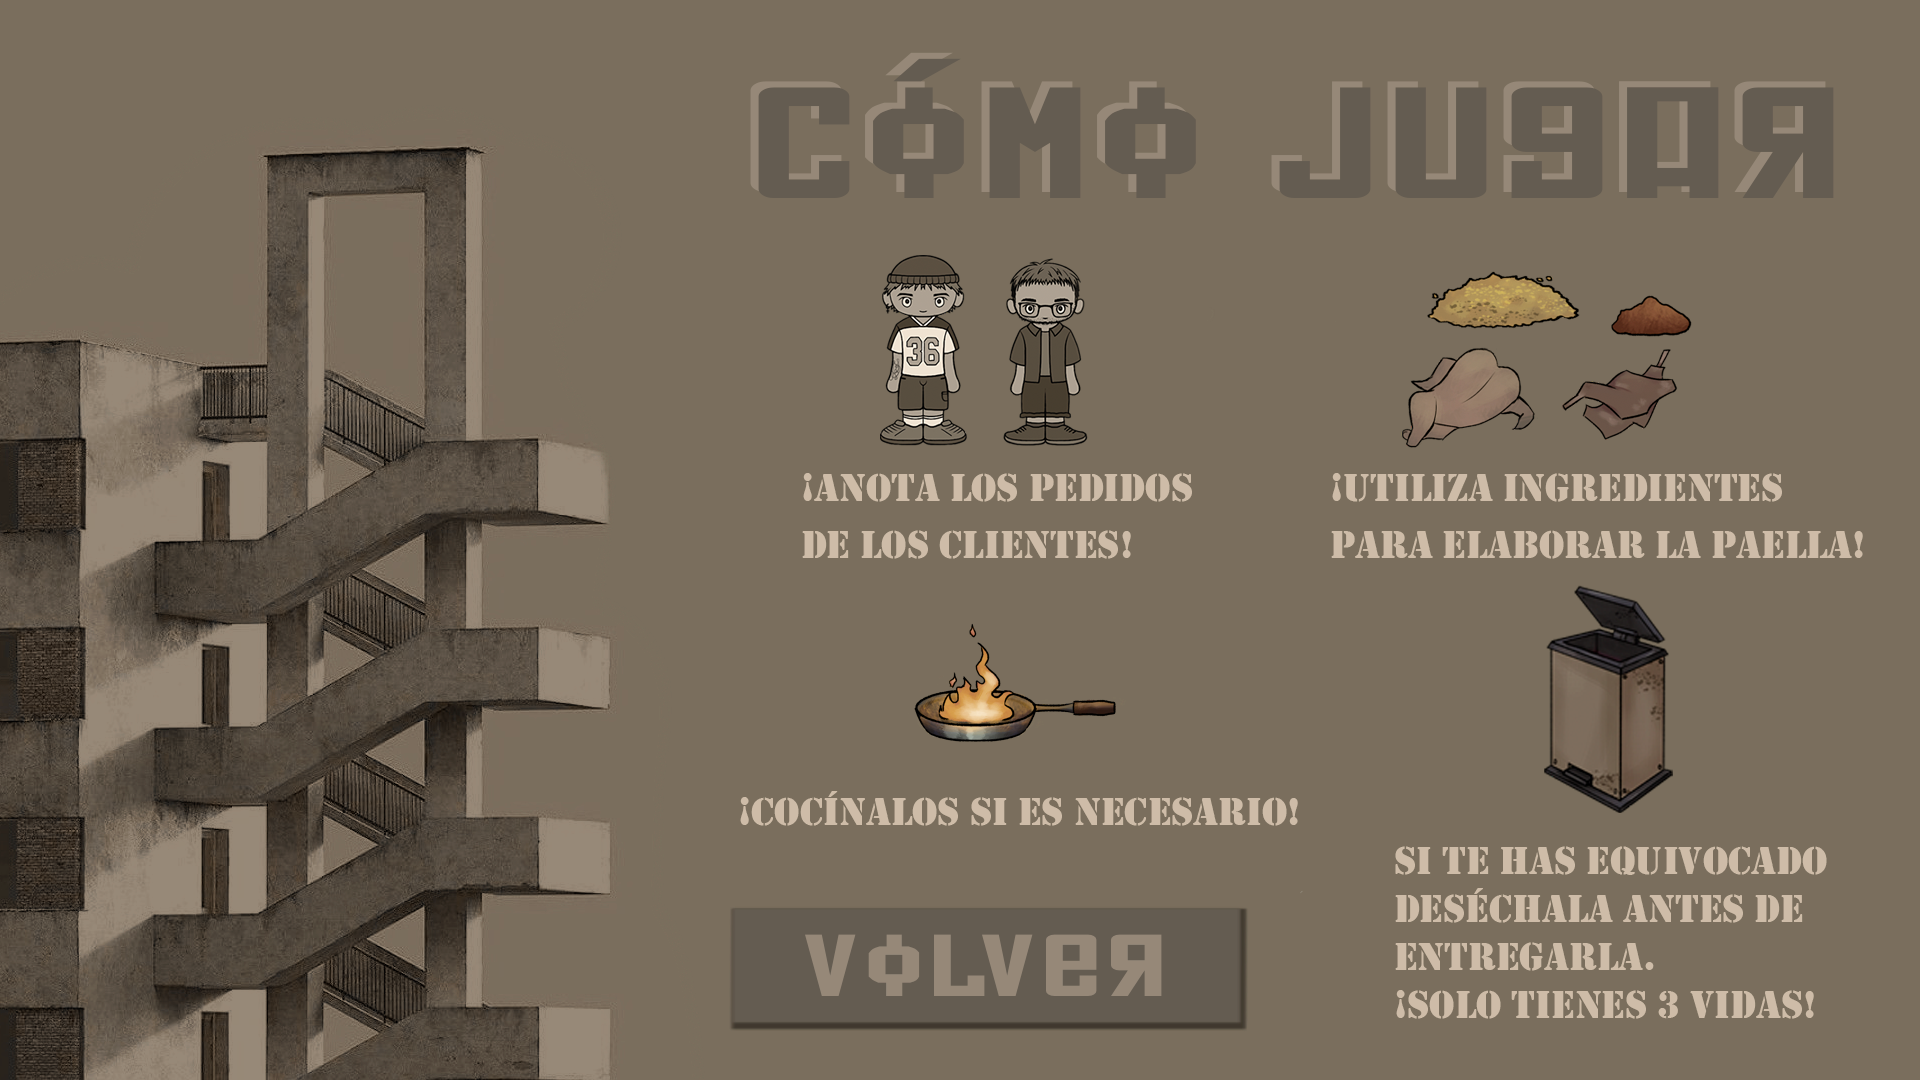 CÓMO JUGAR
36
¡ANOTA LOS PEDIDOS
DE LOS CLIENTES!
¡UTILIZA INGREDIENTES
PARA ELABORAR LA PAELLA!
¡COCÍNALOS SI ES NECESARIO!
SI TE HAS EQUIVOCADO
DESÉCHALA ANTES DE
ENTREGARLA.
¡SOLO TIENES 3 VIDAS!
VOLVER